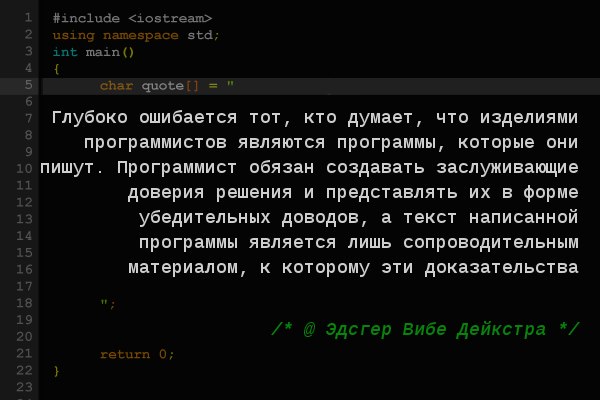 1 #include <iostream>
2 using namespace std;
3 int main()
4 {
5 char quote[] = "
6
7 Глубоко ошибается тот, кто думает, что изделиями
8 программистов являются программы, которые они
9
10 пишут. Программист обязан создавать заслуживающие
11 доверия решения и представлять их в форме
12
13 убедительных доводов, а текст написанной
14 программы является лишь сопроводительным
15
16 материалом, к которому эти доказательства
17
18 ";
19 /* @ Эдсгер Вибе Дейкстра */
20
21 return 0;
22 }
23